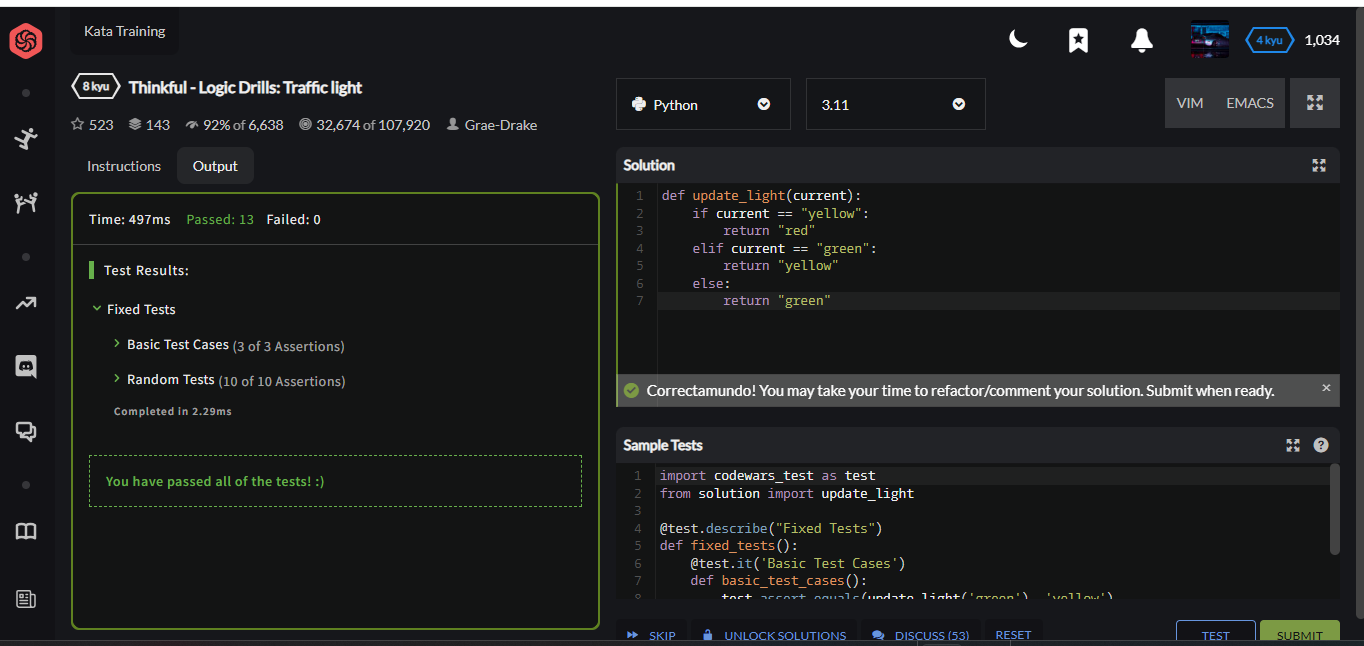 Kata Training
4 kyu 1,034
8 kyu Thinkful - Logic Drills: Traffic light
523 143 92% of 6,638 32,674 of 107,920 Grae-Drake
Instructions Output
Time: 497ms Passed: 13 Failed: 0
Test Results:
Fixed Tests
Basic Test Cases (3 of 3 Assertions)
Random Tests (10 of 10 Assertions)
Completed in 2.29ms
You have passed all of the tests! :)
Python 3.11 VIM EMACS
Solution
1 def update_light(current):
2     if current == "yellow":
3         return "red"
4     elif current == "green":
5         return "yellow"
6     else:
7         return "green"
Correctamundo! You may take your time to refactor/comment your solution. Submit when ready. ×
Sample Tests ?
1 import codewars_test as test
2 from solution import update_light
3
4 @test.describe("Fixed Tests")
5 def fixed_tests():
6     @test.it('Basic Test Cases')
7     def basic_test_cases():
8         test.assert_equals(update_light('green'), 'yellow')
SKIP UNLOCK SOLUTIONS DISCUSS (53) RESET TEST SUBMIT